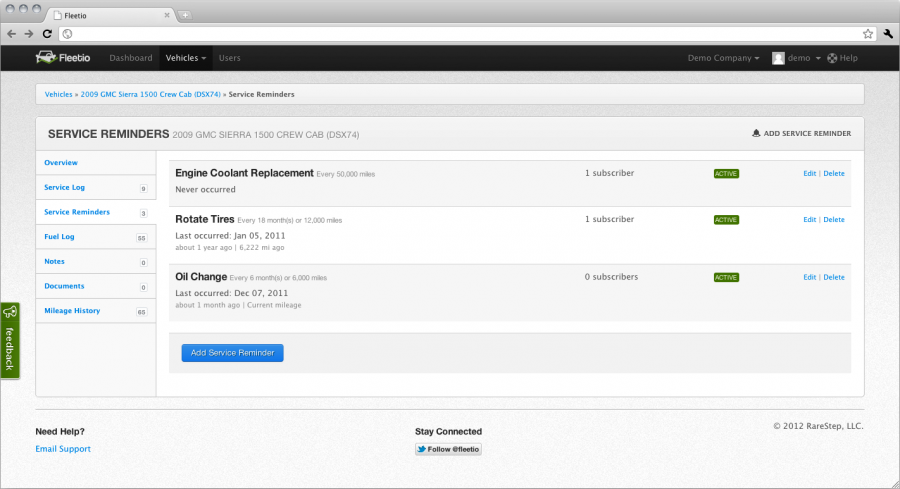 Fleetio
Fleetio Dashboard Vehicles Users Demo Company demo Help
Vehicles » 2009 GMC Sierra 1500 Crew Cab (DSX74) » Service Reminders
SERVICE REMINDERS 2009 GMC SIERRA 1500 CREW CAB (DSX74) ADD SERVICE REMINDER
Overview
Service Log 9
Service Reminders 3
Fuel Log 55
Notes 0
Documents 0
Mileage History 65
Engine Coolant Replacement Every 50,000 miles 1 subscriber ACTIVE Edit | Delete
Never occurred
Rotate Tires Every 18 month(s) or 12,000 miles 1 subscriber ACTIVE Edit | Delete
Last occurred: Jan 05, 2011
about 1 year ago | 6,222 mi ago
Oil Change Every 6 month(s) or 6,000 miles 0 subscribers ACTIVE Edit | Delete
Last occurred: Dec 07, 2011
about 1 month ago | Current mileage
Add Service Reminder
feedback
Need Help? Stay Connected © 2012 RareStep, LLC.
Email Support Follow @fleetio